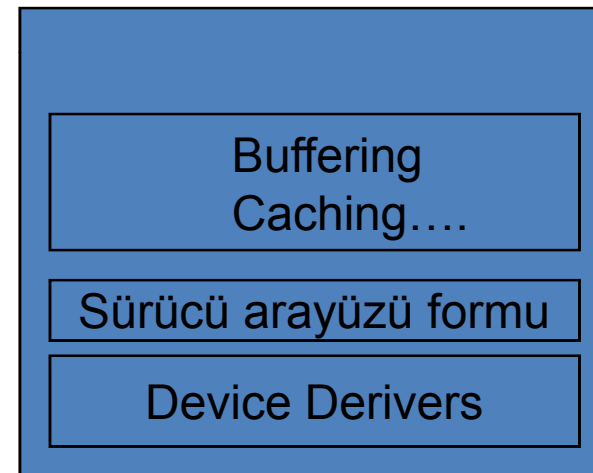 Buffering
Caching….
Sürücü arayüzü formu
Device Derivers